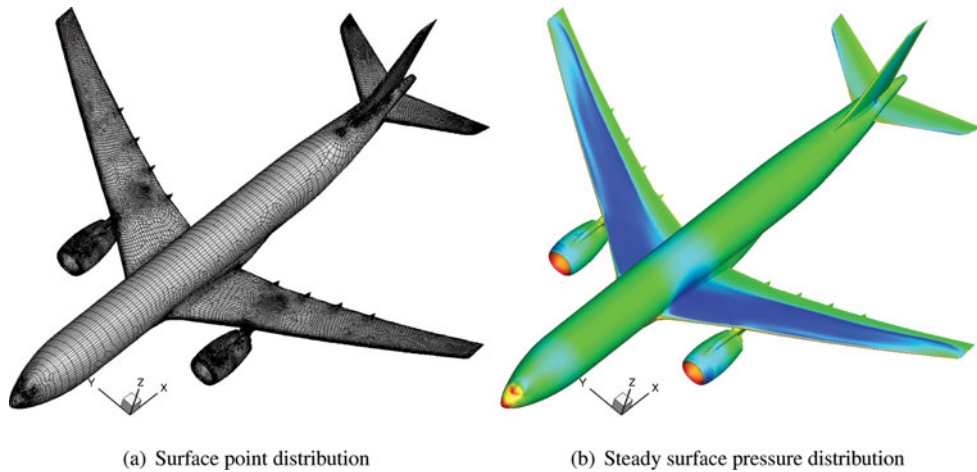 Y
Z
X
Y
Z
X
(a) Surface point distribution
(b) Steady surface pressure distribution